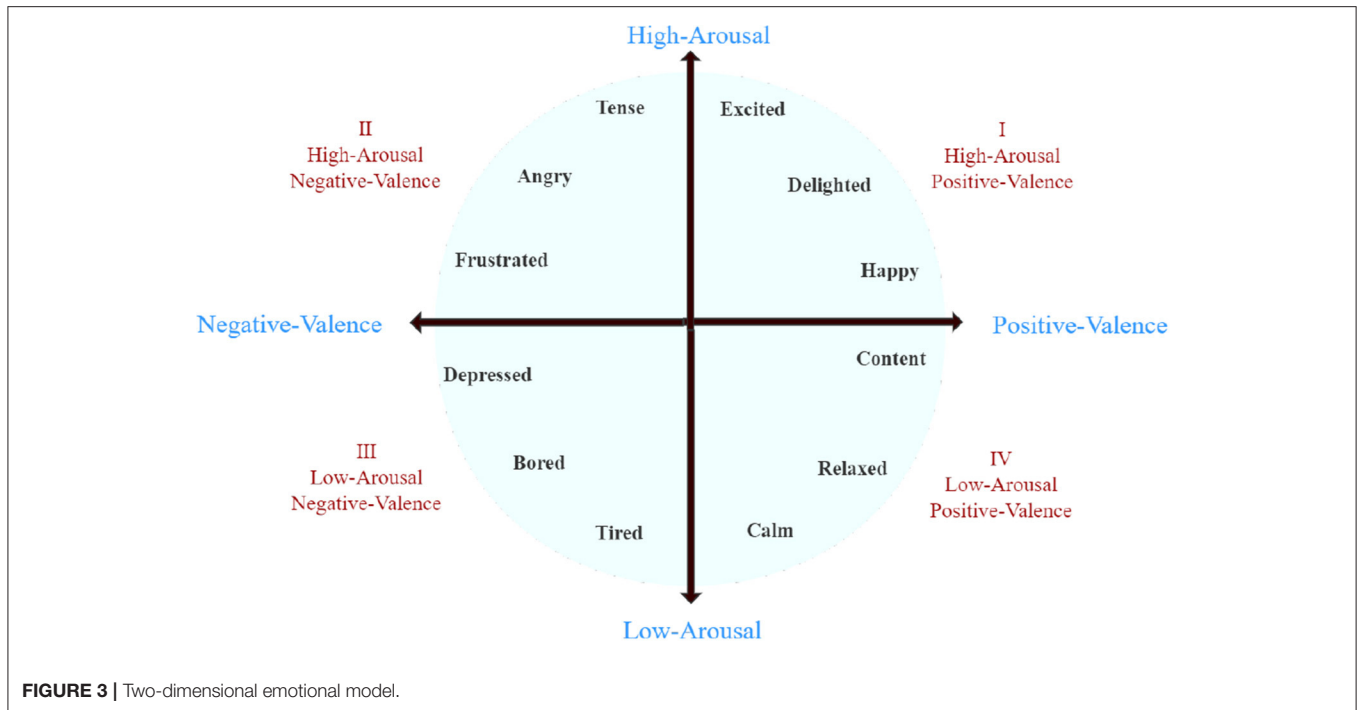 High-Arousal
Tense
Excited
II
High-Arousal
Negative-Valence
I
High-Arousal
Positive-Valence
Angry
Delighted
Frustrated
Happy
Negative-Valence
Positive-Valence
Depressed
Content
III
Low-Arousal
Negative-Valence
Bored
Relaxed
IV
Low-Arousal
Positive-Valence
Tired
Calm
Low-Arousal
FIGURE 3 | Two-dimensional emotional model.